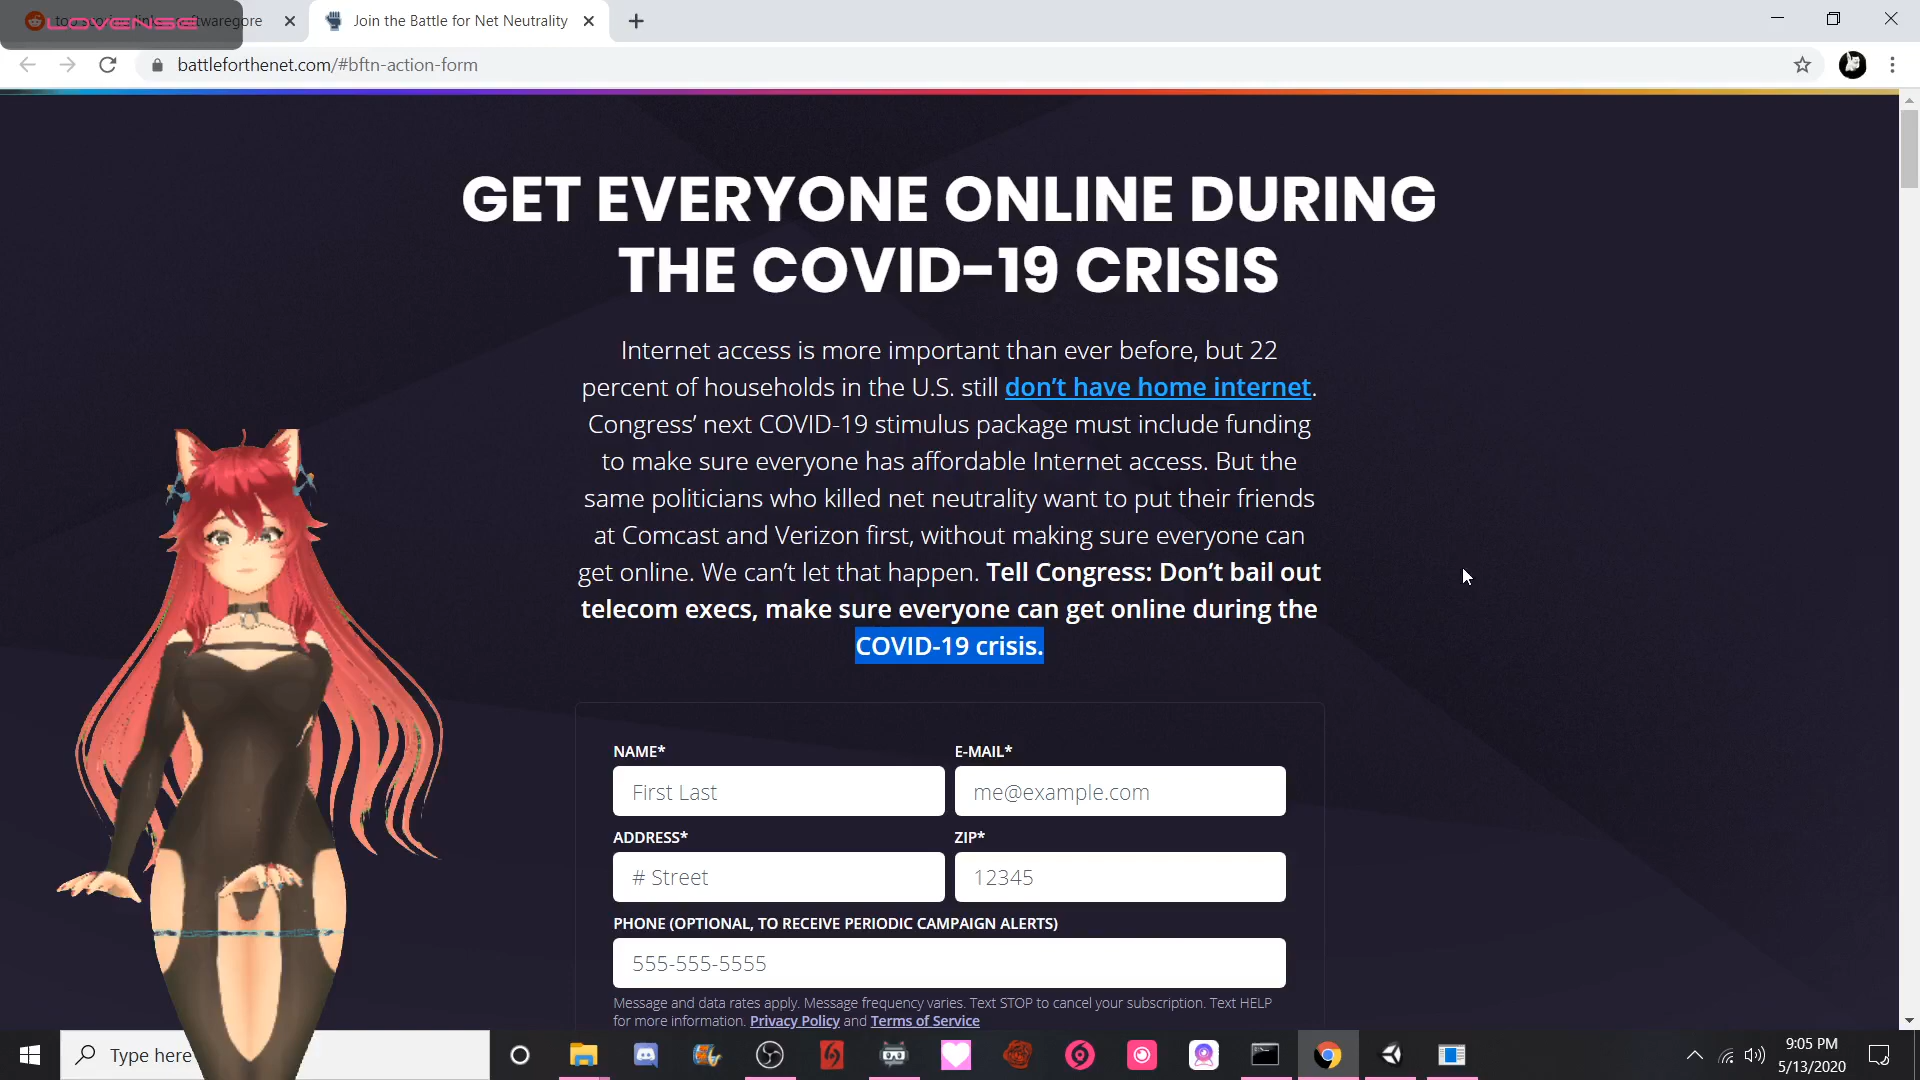 LOVENSE
Join the Battle for Net Neutrality
battleforthenet.com/#bftn-action-form
GET EVERYONE ONLINE DURING
THE COVID-19 CRISIS
Internet access is more important than ever before, but 22
percent of households in the U.S. still don't have home internet.
Congress' next COVID-19 stimulus package must include funding
to make sure everyone has affordable Internet access. But the
same politicians who killed net neutrality want to put their friends
at Comcast and Verizon first, without making sure everyone can
get online. We can't let that happen. Tell Congress: Don't bail out
telecom execs, make sure everyone can get online during the
COVID-19 crisis.
NAME* E-MAIL*
First Last me@example.com
ADDRESS* ZIP*
# Street 12345
PHONE (OPTIONAL, TO RECEIVE PERIODIC CAMPAIGN ALERTS)
555-555-5555
Message and data rates apply. Message frequency varies. Text STOP to cancel your subscription. Text HELP
for more information. Privacy Policy and Terms of Service
Type here
9:05 PM
5/13/2020